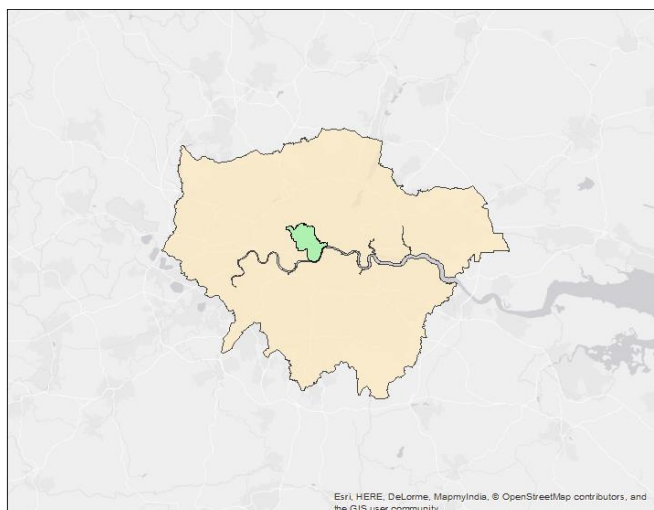 Esri, HERE, DeLorme, MapmyIndia, © OpenStreetMap contributors, and
the GIS user community